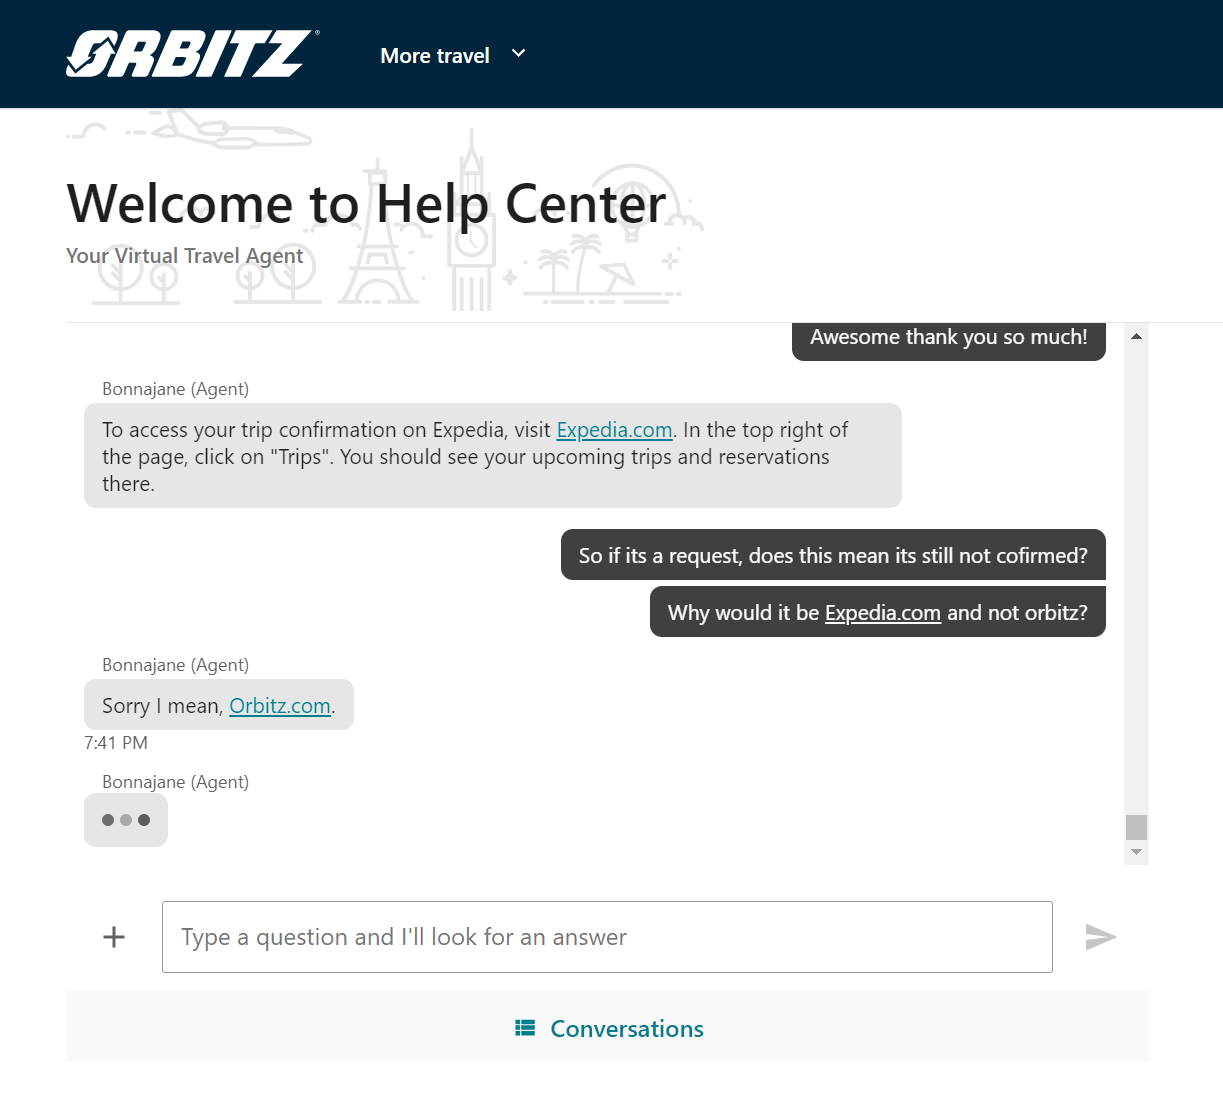 ORBITZ
More travel
Welcome to Help Center
Your Virtual Travel Agent
Awesome thank you so much!
Bonnajane (Agent)
To access your trip confirmation on Expedia, visit Expedia.com. In the top right of
the page, click on "Trips". You should see your upcoming trips and reservations
there.
So if its a request, does this mean its still not cofirmed?
Why would it be Expedia.com and not orbitz?
Bonnajane (Agent)
Sorry I mean, Orbitz.com.
7:41 PM
Bonnajane (Agent)
Type a question and I'll look for an answer
Conversations